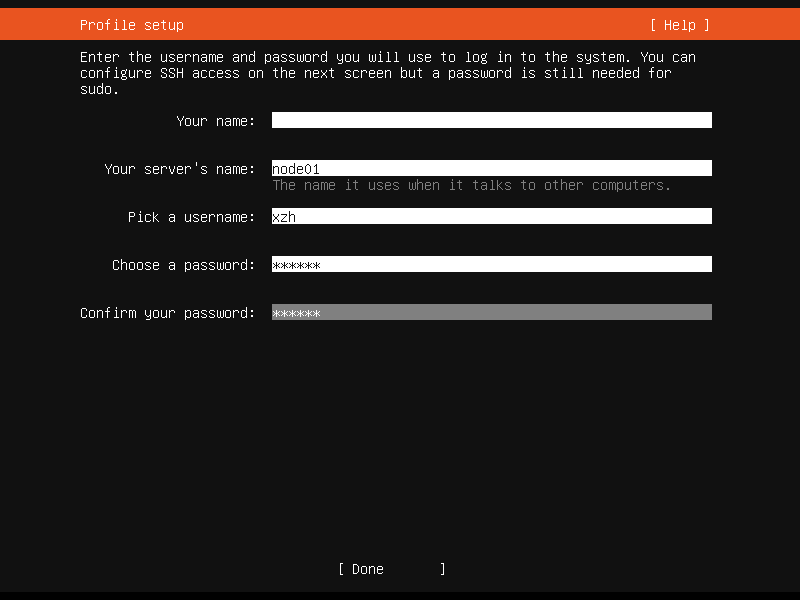 Profile setup [ Help ]
Enter the username and password you will use to log in to the system. You can
configure SSH access on the next screen but a password is still needed for
sudo.
Your name:
Your server's name: node01
The name it uses when it talks to other computers.
Pick a username: xzh
Choose a password: ******
Confirm your password: ******
[ Done ]